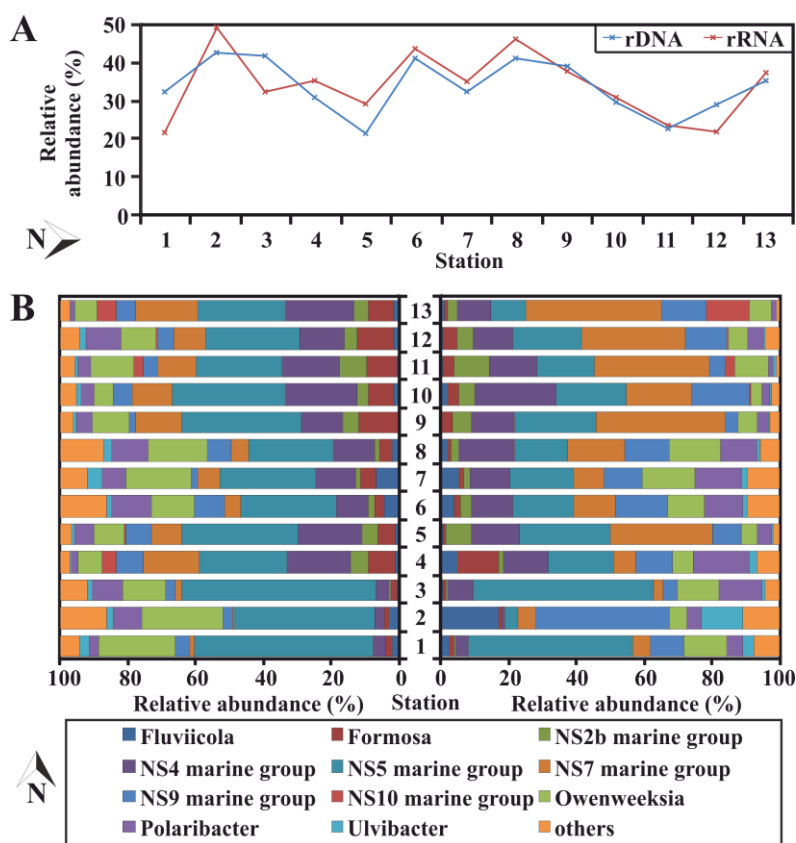 A
Relative
abundance (%)
50
40
30
20
10
0
rDNA rRNA
1 2 3 4 5 6 7 8 9 10 11 12 13
Station
N
B
13
12
11
10
9
8
7
6
5
4
3
2
1
100 80 60 40 20 0 0 20 40 60 80 100
Relative abundance (%) Station Relative abundance (%)
Fluviicola Formosa NS2b marine group
NS4 marine group NS5 marine group NS7 marine group
NS9 marine group NS10 marine group Owenweeksia
Polaribacter Ulvibacter others
N